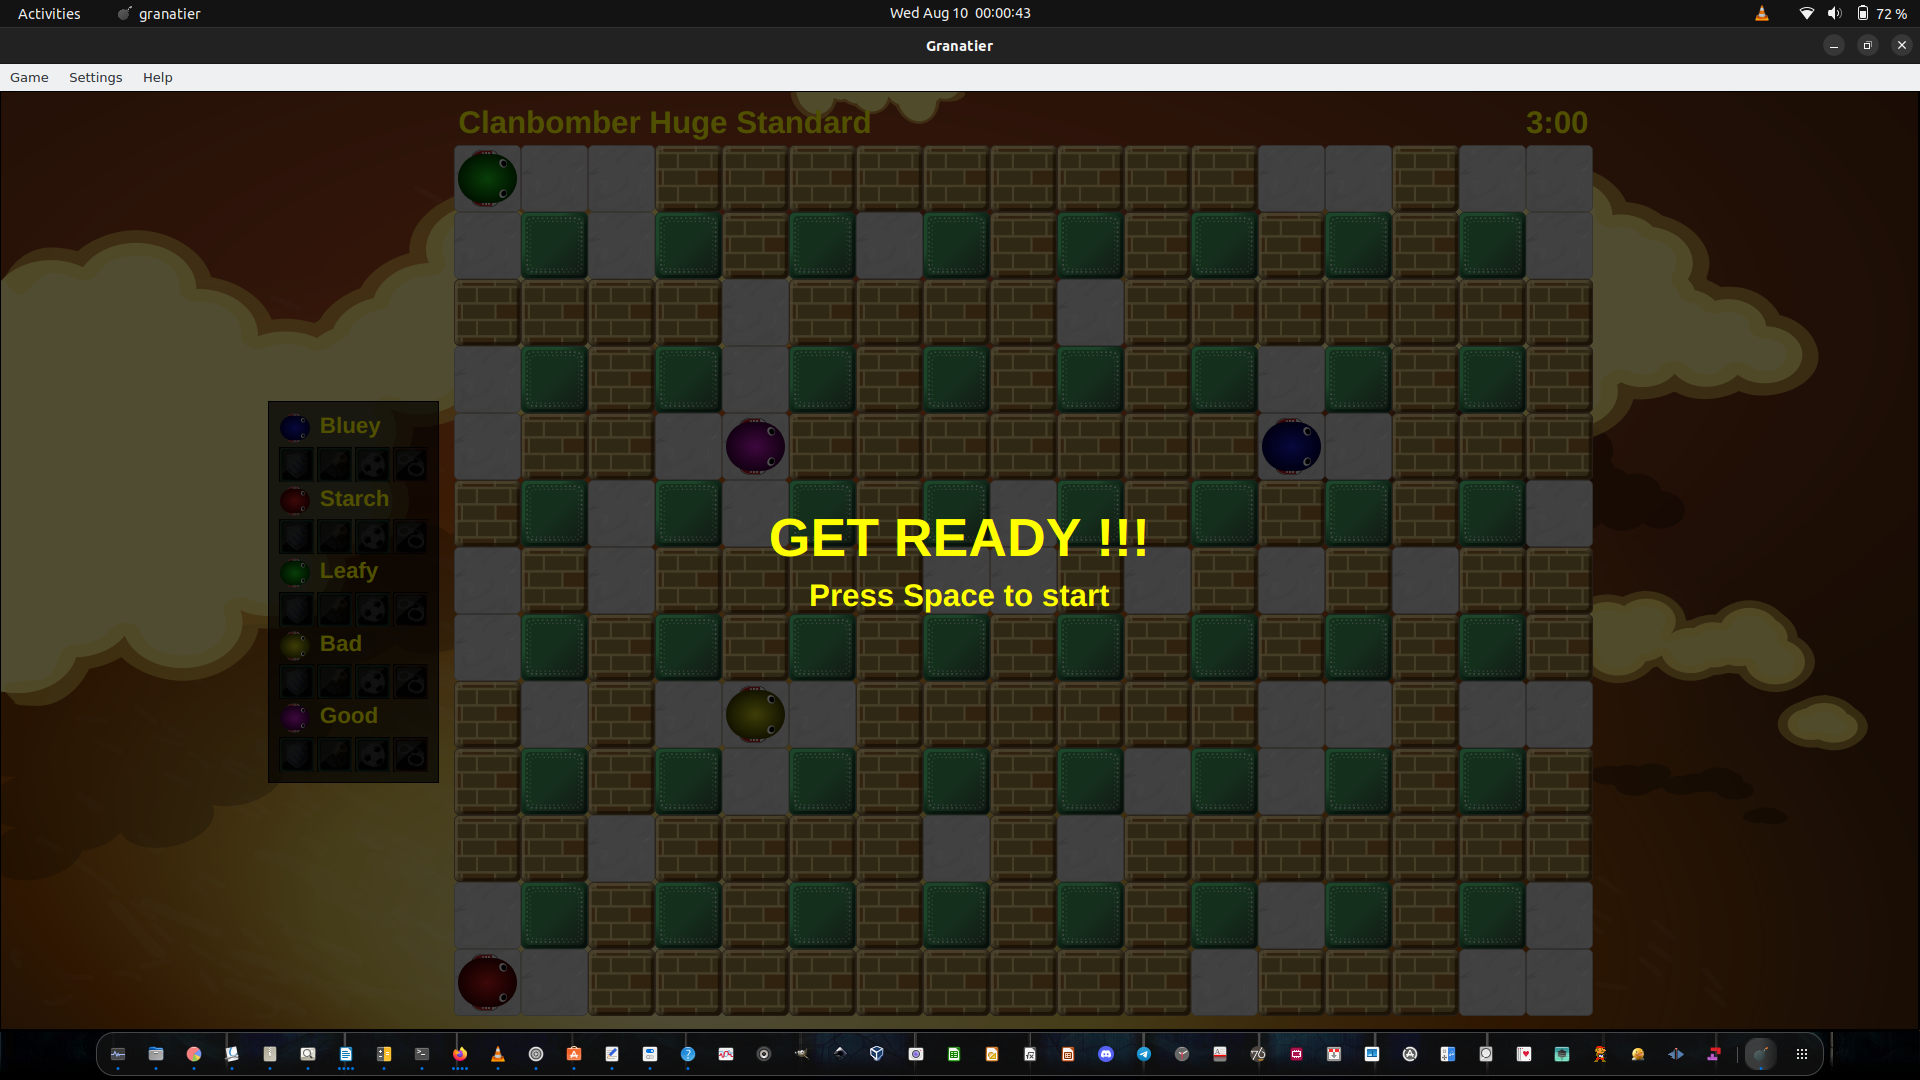 Activities granatier Wed Aug 10 00:00:43 72 %
Granatier
Game Settings Help
Clanbomber Huge Standard 3:00
Bluey
Starch
Leafy
Bad
Good
GET READY !!!
Press Space to start
76